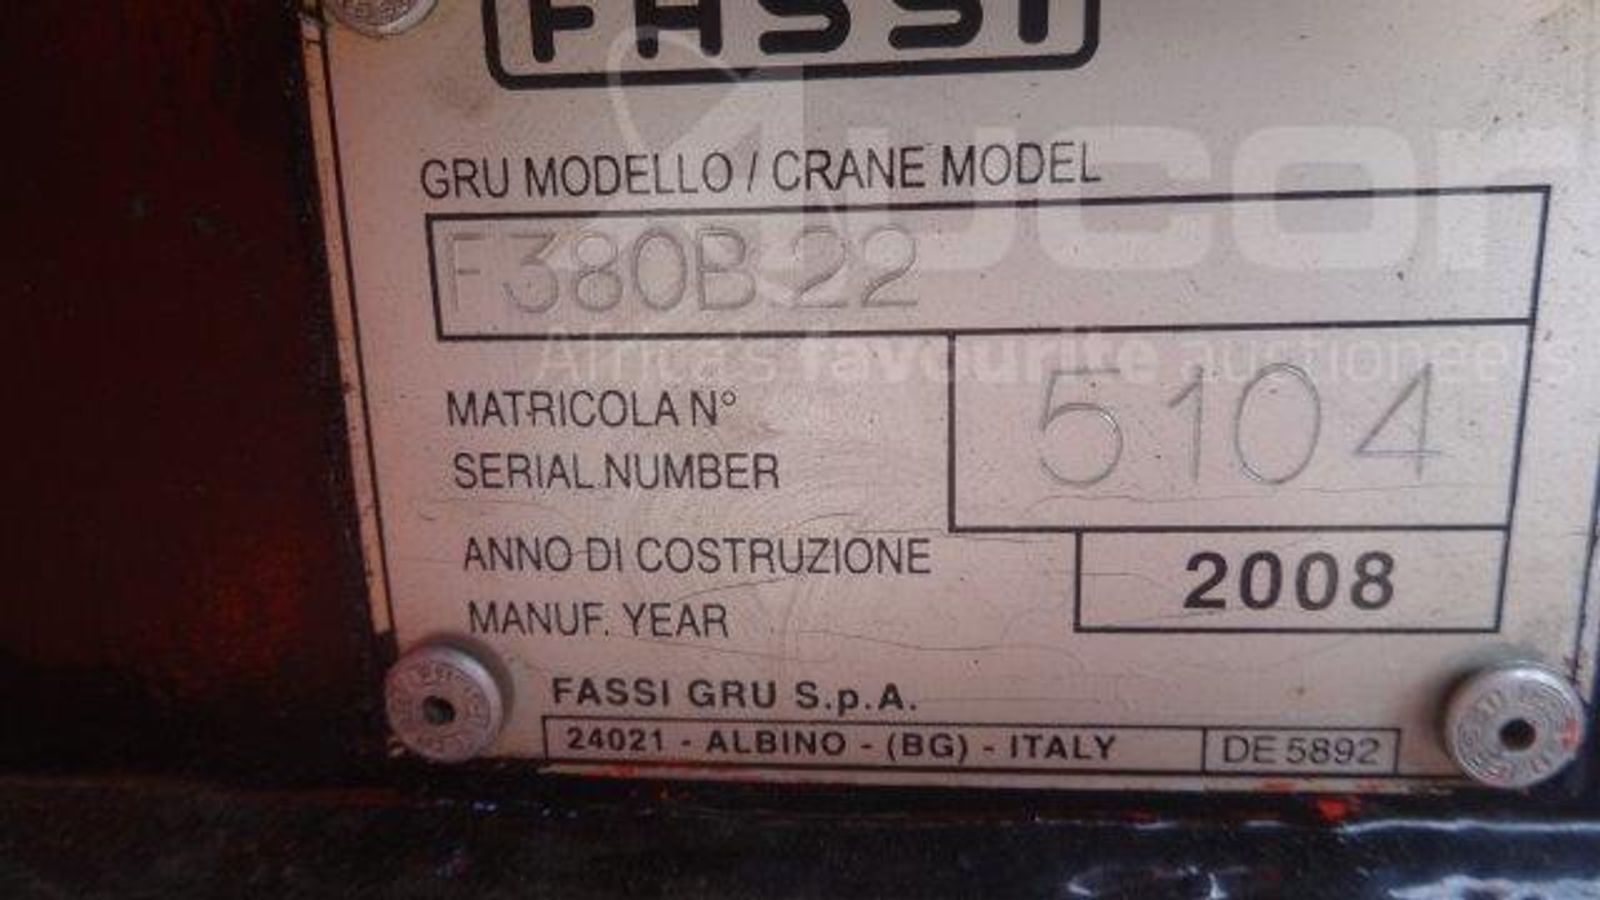 FASSI
GRU MODELLO / CRANE MODEL
F380B.22
MATRICOLA N°
SERIAL NUMBER
5104
ANNO DI COSTRUZIONE
MANUF. YEAR
2008
FASSI GRU S.p.A.
24021 - ALBINO - (BG) - ITALY
DE 5892
Aucor
Africa's favourite auctioneers